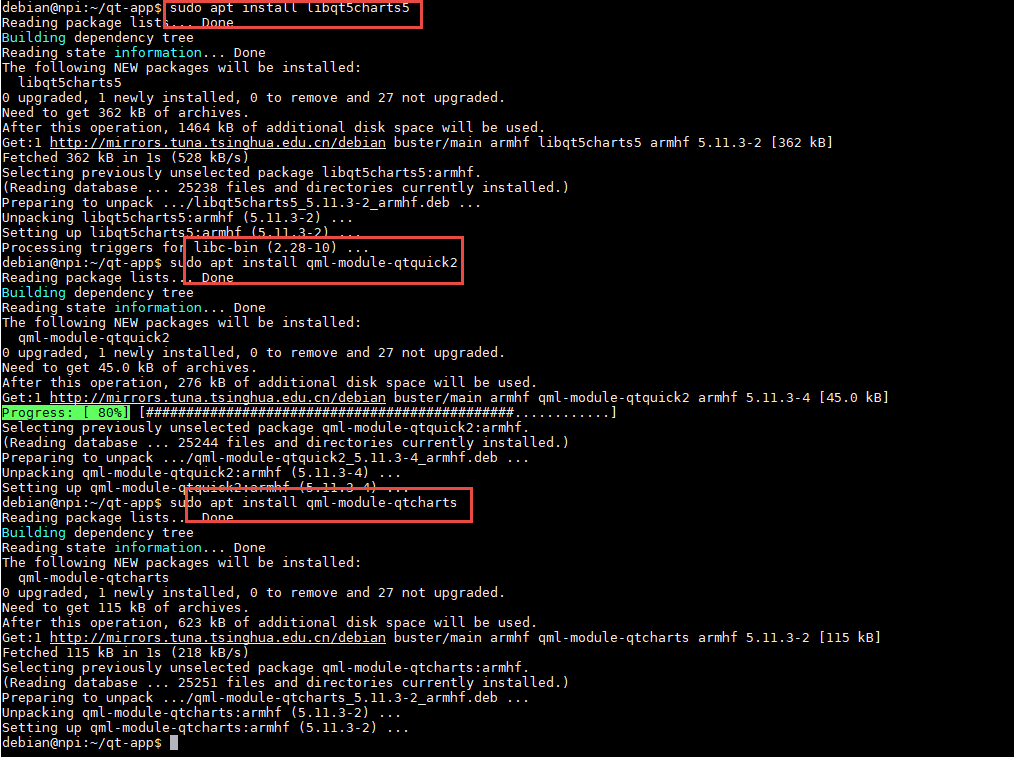 debian@npi:~/qt-app$ sudo apt install libqt5charts5
Reading package lists... Done
Building dependency tree
Reading state information... Done
The following NEW packages will be installed:
  libqt5charts5
0 upgraded, 1 newly installed, 0 to remove and 27 not upgraded.
Need to get 362 kB of archives.
After this operation, 1464 kB of additional disk space will be used.
Get:1 http://mirrors.tuna.tsinghua.edu.cn/debian buster/main armhf libqt5charts5 armhf 5.11.3-2 [362 kB]
Fetched 362 kB in 1s (528 kB/s)
Selecting previously unselected package libqt5charts5:armhf.
(Reading database ... 25238 files and directories currently installed.)
Preparing to unpack .../libqt5charts5_5.11.3-2_armhf.deb ...
Unpacking libqt5charts5:armhf (5.11.3-2) ...
Setting up libqt5charts5:armhf (5.11.3-2) ...
Processing triggers for libc-bin (2.28-10) ...
debian@npi:~/qt-app$ sudo apt install qml-module-qtquick2
Reading package lists... Done
Building dependency tree
Reading state information... Done
The following NEW packages will be installed:
  qml-module-qtquick2
0 upgraded, 1 newly installed, 0 to remove and 27 not upgraded.
Need to get 45.0 kB of archives.
After this operation, 276 kB of additional disk space will be used.
Get:1 http://mirrors.tuna.tsinghua.edu.cn/debian buster/main armhf qml-module-qtquick2 armhf 5.11.3-4 [45.0 kB]
Progress: [ 80%] [##############################################............]
Selecting previously unselected package qml-module-qtquick2:armhf.
(Reading database ... 25244 files and directories currently installed.)
Preparing to unpack .../qml-module-qtquick2_5.11.3-4_armhf.deb ...
Unpacking qml-module-qtquick2:armhf (5.11.3-4) ...
Setting up qml-module-qtquick2:armhf (5.11.3-4) ...
debian@npi:~/qt-app$ sudo apt install qml-module-qtcharts
Reading package lists... Done
Building dependency tree
Reading state information... Done
The following NEW packages will be installed:
  qml-module-qtcharts
0 upgraded, 1 newly installed, 0 to remove and 27 not upgraded.
Need to get 115 kB of archives.
After this operation, 623 kB of additional disk space will be used.
Get:1 http://mirrors.tuna.tsinghua.edu.cn/debian buster/main armhf qml-module-qtcharts armhf 5.11.3-2 [115 kB]
Fetched 115 kB in 1s (218 kB/s)
Selecting previously unselected package qml-module-qtcharts:armhf.
(Reading database ... 25251 files and directories currently installed.)
Preparing to unpack .../qml-module-qtcharts_5.11.3-2_armhf.deb ...
Unpacking qml-module-qtcharts:armhf (5.11.3-2) ...
Setting up qml-module-qtcharts:armhf (5.11.3-2) ...
debian@npi:~/qt-app$